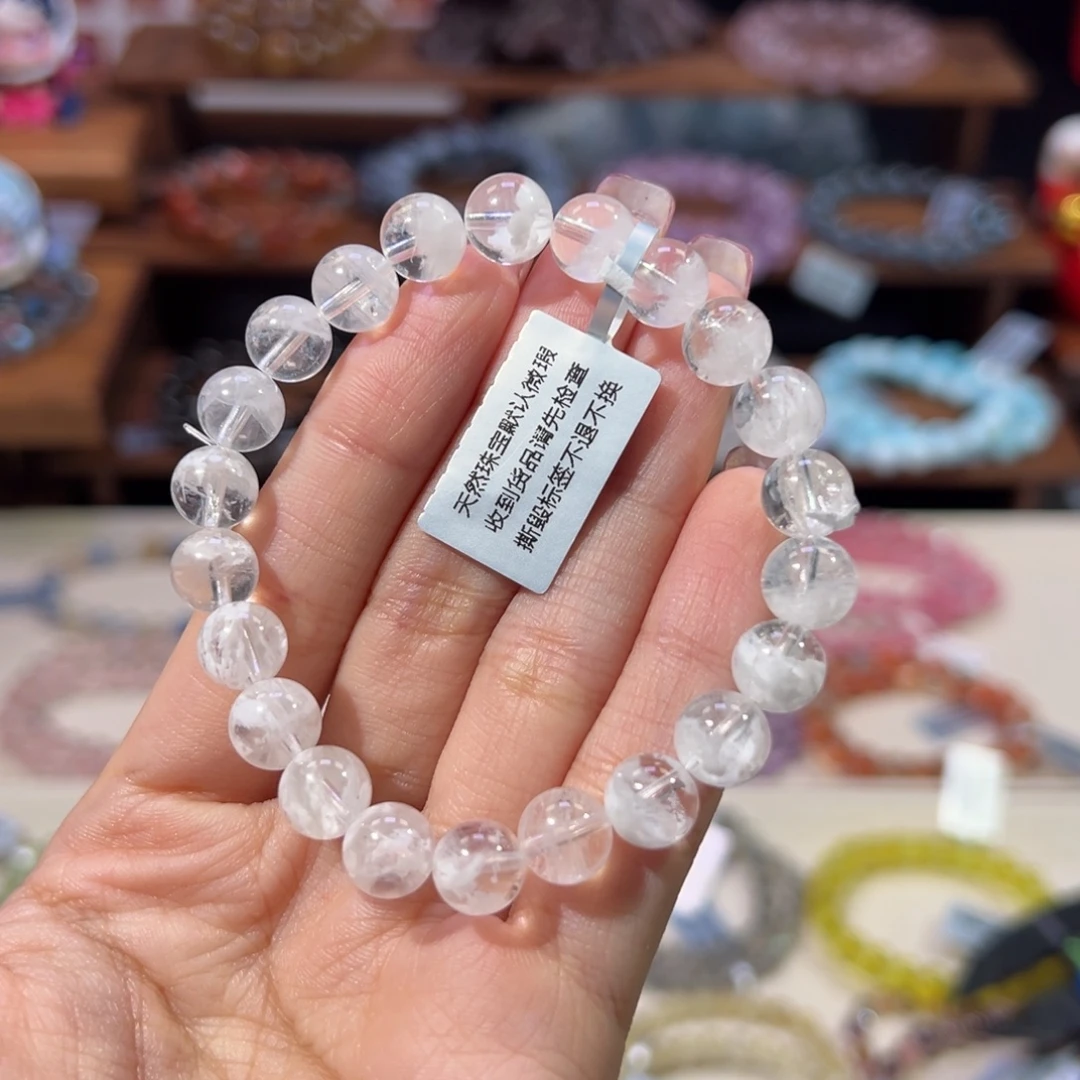 天然珠宝默认微瑕
收到货品请先检查
撕毁标签不退不换